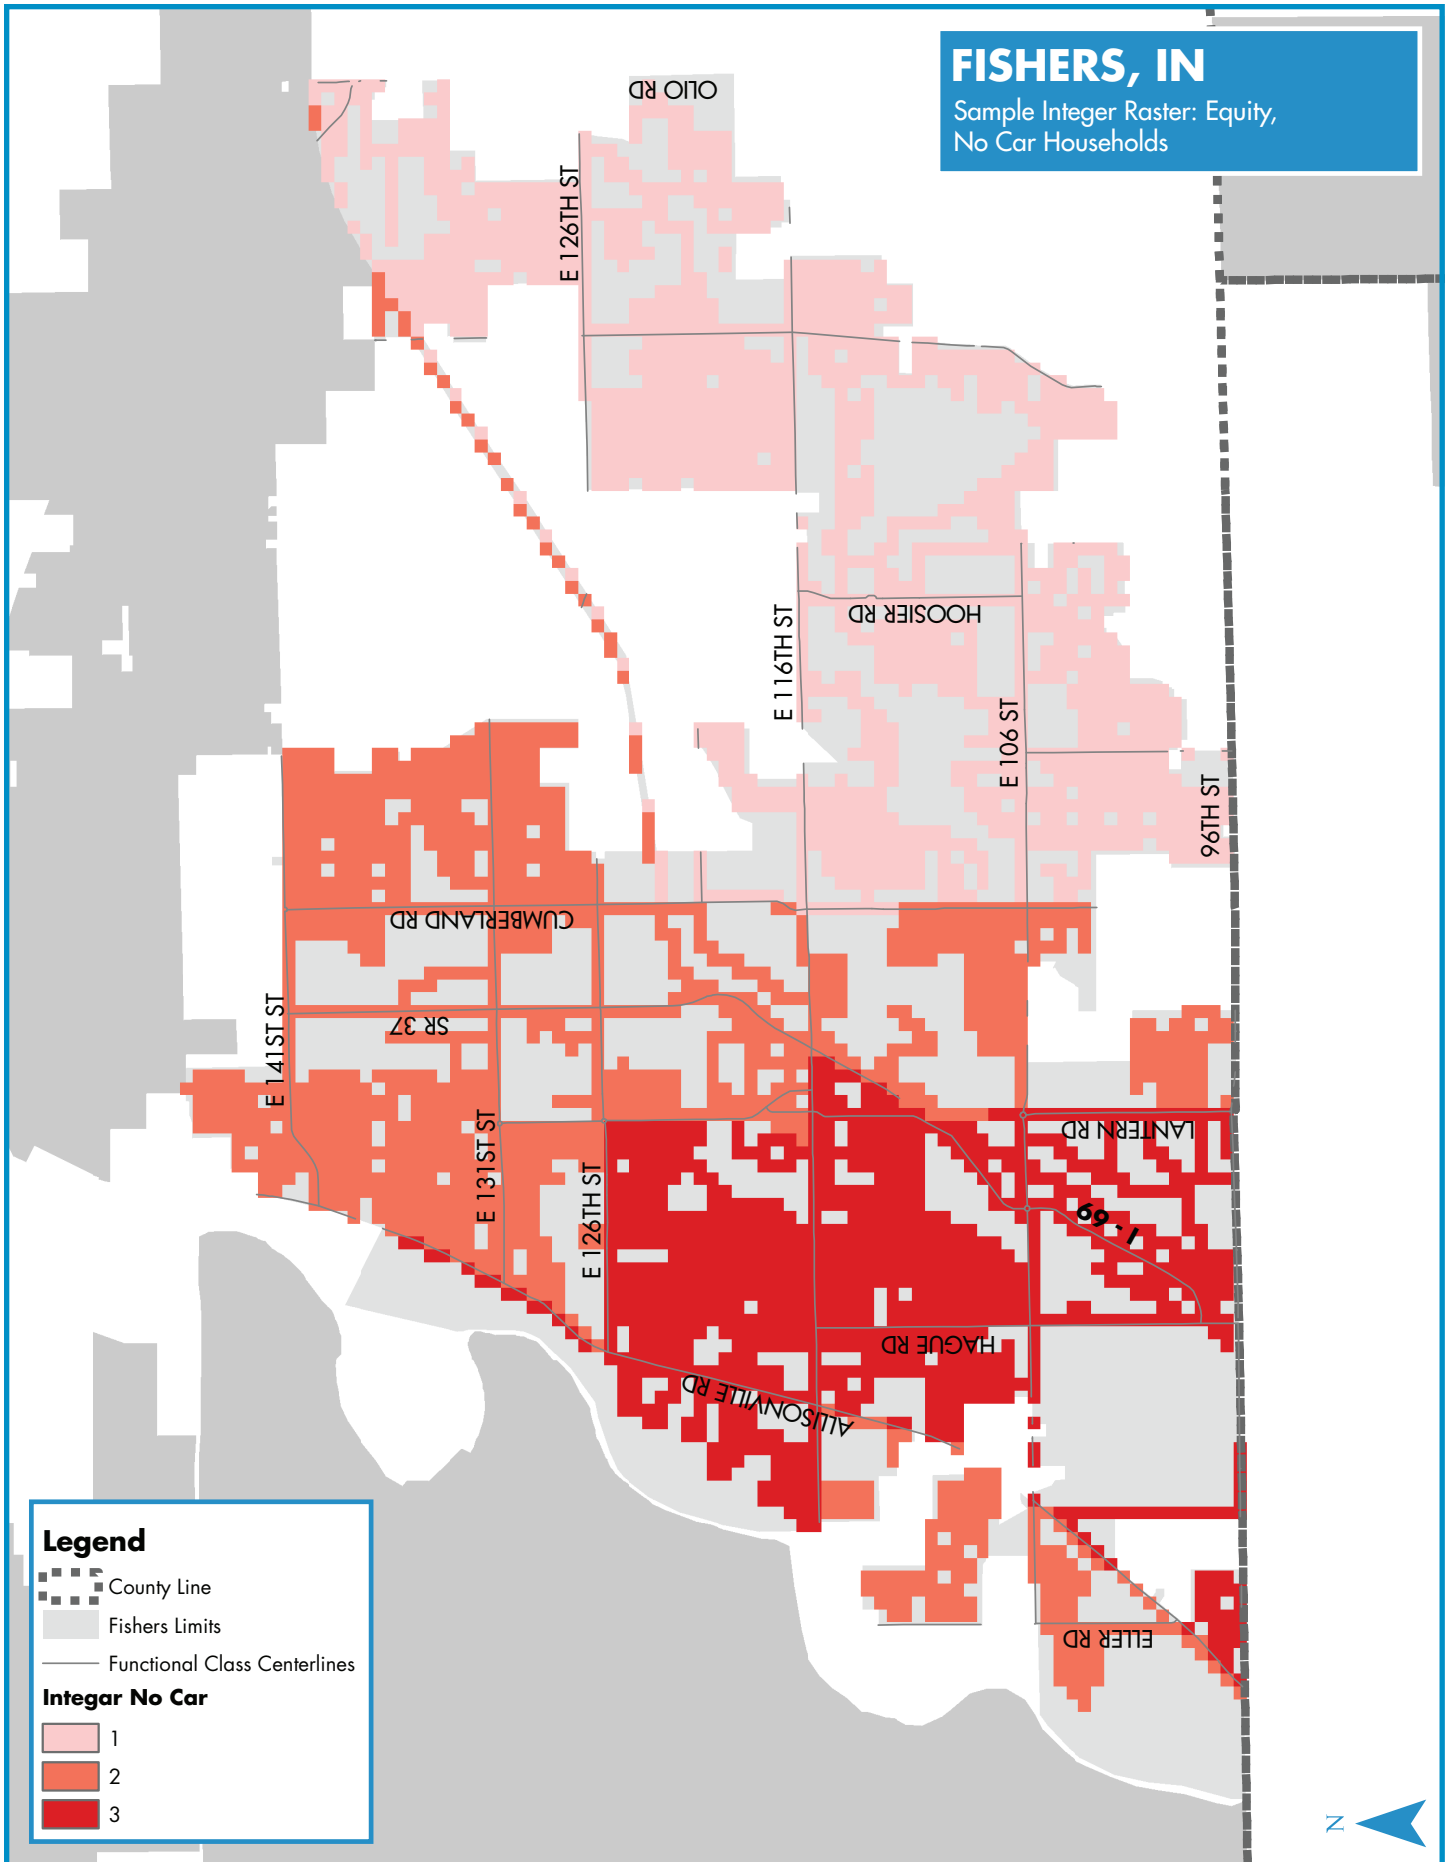 FISHERS, IN
Sample Integer Raster: Equity,
No Car Households
OLIO RD
E 126TH ST
HOOSIER RD
E 116TH ST
E 106 ST
96TH ST
CUMBERLAND RD
SR 37
E 141ST ST
E 131ST ST
E 126TH ST
LANTERN RD
I - 69
HAGUE RD
ALLISONVILLE RD
ELLER RD
Legend
County Line
Fishers Limits
Functional Class Centerlines
Integar No Car
1
2
3
N